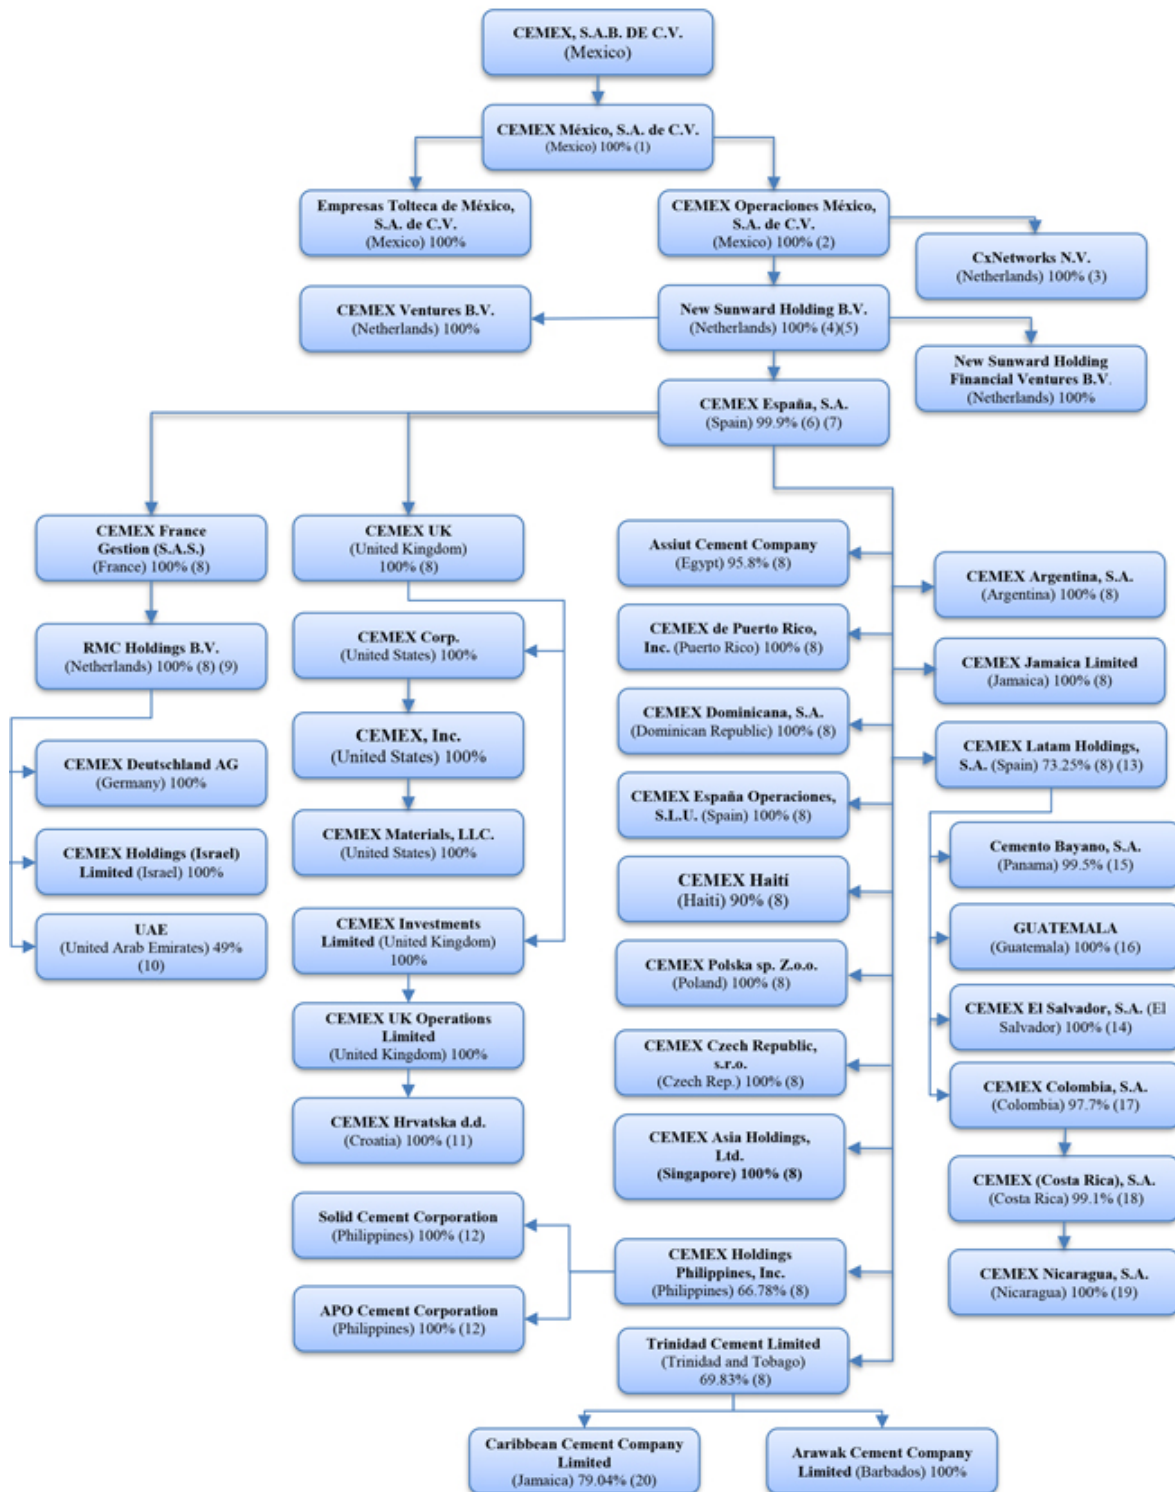 CEMEX, S.A.B. DE C.V.
(Mexico)
CEMEX México, S.A. de C.V.
(Mexico) 100% (1)
Empresas Tolteca de México,
S.A. de C.V.
(Mexico) 100%
CEMEX Operaciones México,
S.A. de C.V.
(Mexico) 100% (2)
CxNetworks N.V.
(Netherlands) 100% (3)
CEMEX Ventures B.V.
(Netherlands) 100%
New Sunward Holding B.V.
(Netherlands) 100% (4)(5)
New Sunward Holding
Financial Ventures B.V.
(Netherlands) 100%
CEMEX España, S.A.
(Spain) 99.9% (6) (7)
CEMEX France
Gestion (S.A.S.)
(France) 100% (8)
RMC Holdings B.V.
(Netherlands) 100% (8) (9)
CEMEX Deutschland AG
(Germany) 100%
CEMEX Holdings (Israel)
Limited (Israel) 100%
UAE
(United Arab Emirates) 49%
(10)
CEMEX UK
(United Kingdom)
100% (8)
CEMEX Corp.
(United States) 100%
CEMEX, Inc.
(United States) 100%
CEMEX Materials, LLC.
(United States) 100%
CEMEX Investments
Limited (United Kingdom)
100%
CEMEX UK Operations
Limited
(United Kingdom) 100%
CEMEX Hrvatska d.d.
(Croatia) 100% (11)
Solid Cement Corporation
(Philippines) 100% (12)
APO Cement Corporation
(Philippines) 100% (12)
Assiut Cement Company
(Egypt) 95.8% (8)
CEMEX de Puerto Rico,
Inc. (Puerto Rico) 100% (8)
CEMEX Dominicana, S.A.
(Dominican Republic) 100% (8)
CEMEX España Operaciones,
S.L.U. (Spain) 100% (8)
CEMEX Haití
(Haiti) 90% (8)
CEMEX Polska sp. Z.o.o.
(Poland) 100% (8)
CEMEX Czech Republic,
s.r.o.
(Czech Rep.) 100% (8)
CEMEX Asia Holdings,
Ltd.
(Singapore) 100% (8)
CEMEX Holdings
Philippines, Inc.
(Philippines) 66.78% (8)
Trinidad Cement Limited
(Trinidad and Tobago)
69.83% (8)
Caribbean Cement Company
Limited
(Jamaica) 79.04% (20)
Arawak Cement Company
Limited (Barbados) 100%
CEMEX Argentina, S.A.
(Argentina) 100% (8)
CEMEX Jamaica Limited
(Jamaica) 100% (8)
CEMEX Latam Holdings,
S.A. (Spain) 73.25% (8) (13)
Cemento Bayano, S.A.
(Panama) 99.5% (15)
GUATEMALA
(Guatemala) 100% (16)
CEMEX El Salvador, S.A. (El
Salvador) 100% (14)
CEMEX Colombia, S.A.
(Colombia) 97.7% (17)
CEMEX (Costa Rica), S.A.
(Costa Rica) 99.1% (18)
CEMEX Nicaragua, S.A.
(Nicaragua) 100% (19)